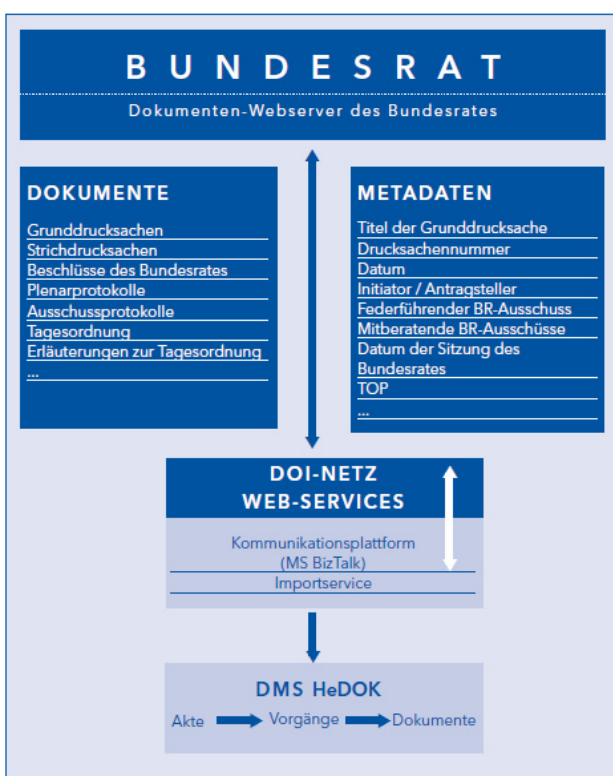 BUNDESRAT
Dokumenten-Webserver des Bundesrates
DOKUMENTE
Grunddrucksachen
Strichdrucksachen
Beschlüsse des Bundesrates
Plenarprotokolle
Ausschussprotokolle
Tagesordnung
Erläuterungen zur Tagesordnung
...
METADATEN
Titel der Grunddrucksache
Drucksachennummer
Datum
Initiator / Antragsteller
Federführender BR-Ausschuss
Mitberatende BR-Ausschüsse
Datum der Sitzung des
Bundesrates
TOP
...
DOI-NETZ
WEB-SERVICES
Kommunikationsplattform
(MS BizTalk)
Importservice
DMS HeDOK
Akte Vorgänge Dokumente